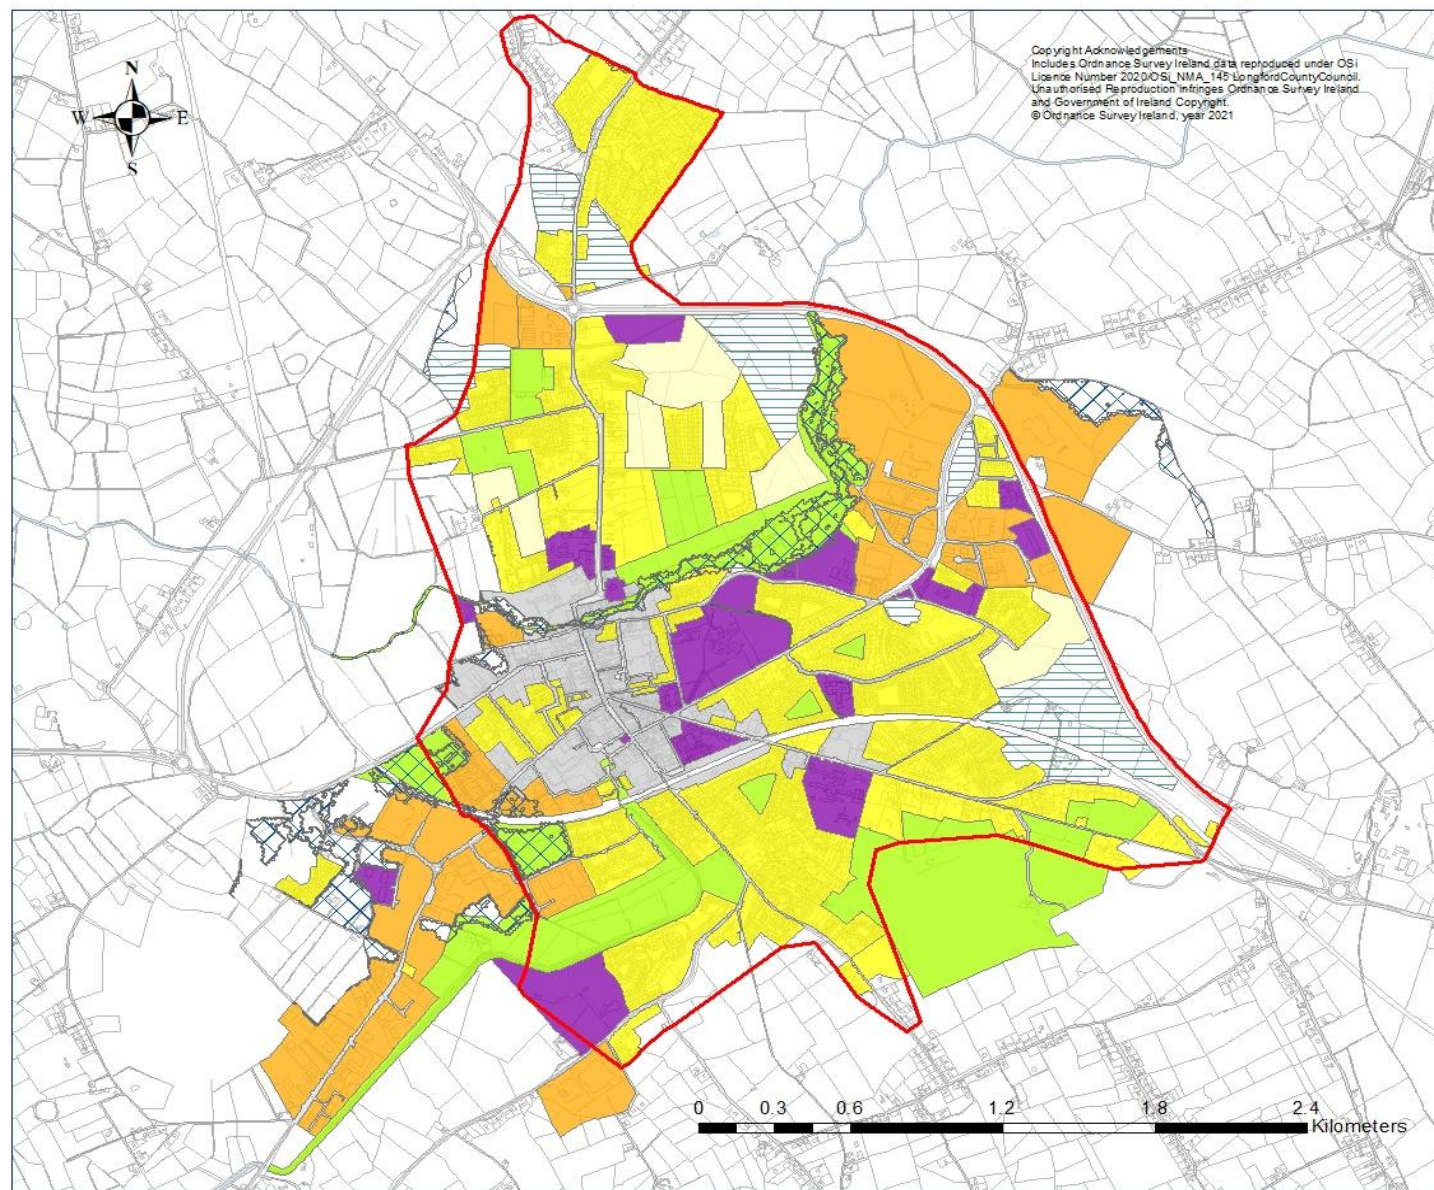 Copyright Acknowledgements
Includes Ordnance Survey Ireland data reproduced under OSi
Licence Number 2020/OSi_NMA_145 LongfordCountyCouncil.
Unauthorised Reproduction infringes Ordnance Survey Ireland
and Government of Ireland Copyright.
© Ordnance Survey Ireland, year 2021
N
W E
S
0 0.3 0.6 1.2 1.8 2.4
Kilometers